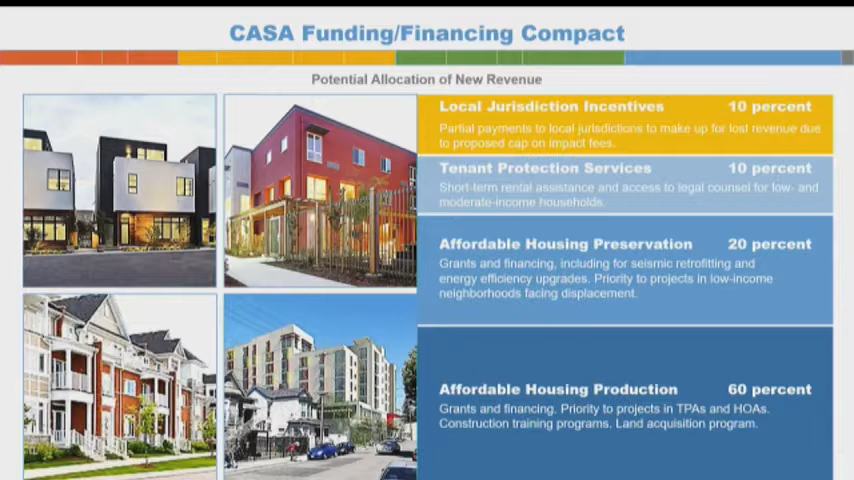 CASA Funding/Financing Compact
Potential Allocation of New Revenue
Local Jurisdiction Incentives 10 percent
Partial payments to local jurisdictions to make up for lost revenue due
to proposed cap on impact fees.
Tenant Protection Services 10 percent
Short-term rental assistance and access to legal counsel for low- and
moderate-income households.
Affordable Housing Preservation 20 percent
Grants and financing, including for seismic retrofitting and
energy efficiency upgrades. Priority to projects in low-income
neighborhoods facing displacement.
Affordable Housing Production 60 percent
Grants and financing. Priority to projects in TPAs and HOAs.
Construction training programs. Land acquisition program.